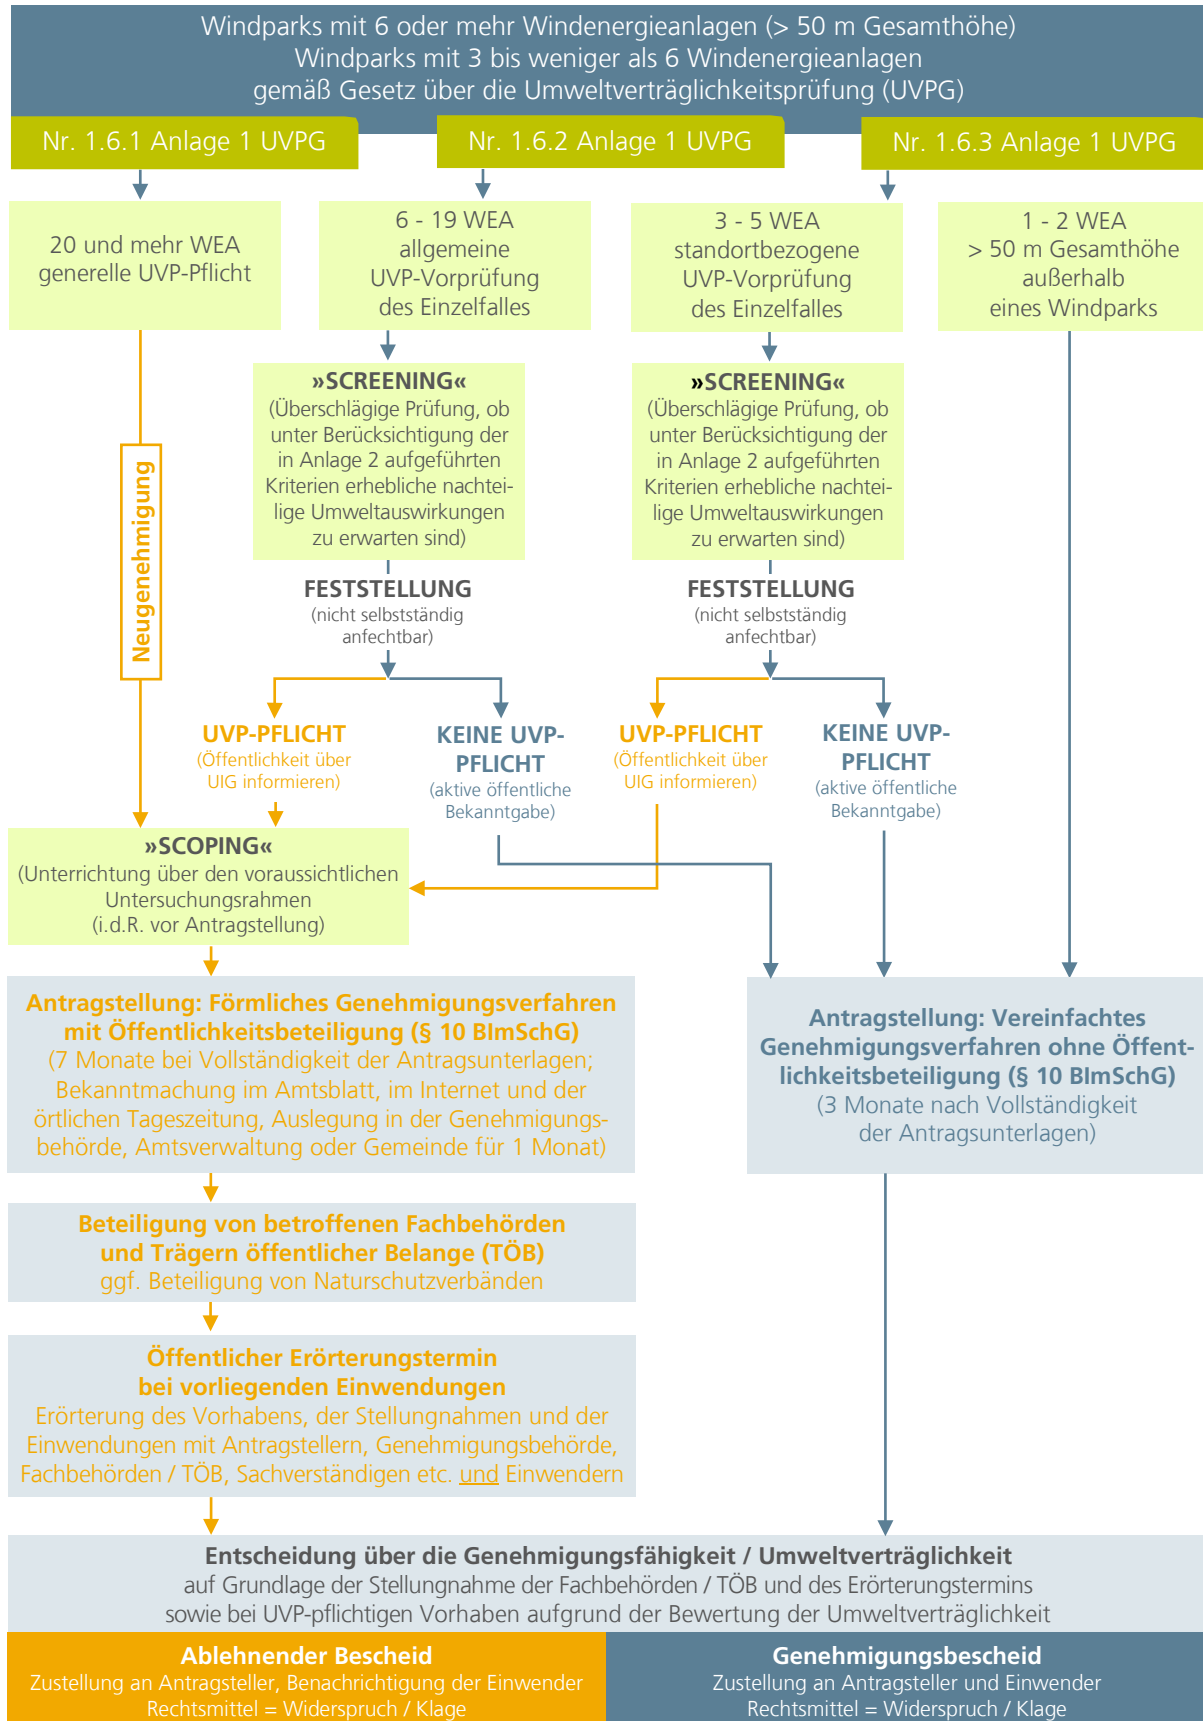 Windparks mit 6 oder mehr Windenergieanlagen (> 50 m Gesamthöhe)
Windparks mit 3 bis weniger als 6 Windenergieanlagen
gemäß Gesetz über die Umweltverträglichkeitsprüfung (UVPG)
Nr. 1.6.1 Anlage 1 UVPG
Nr. 1.6.2 Anlage 1 UVPG
Nr. 1.6.3 Anlage 1 UVPG
20 und mehr WEA
generelle UVP-Pflicht
6 - 19 WEA
allgemeine
UVP-Vorprüfung
des Einzelfalles
3 - 5 WEA
standortbezogene
UVP-Vorprüfung
des Einzelfalles
1 - 2 WEA
> 50 m Gesamthöhe
außerhalb
eines Windparks
Neugenehmigung
»SCREENING«
(Überschlägige Prüfung, ob
unter Berücksichtigung der
in Anlage 2 aufgeführten
Kriterien erhebliche nachtei-
lige Umweltauswirkungen
zu erwarten sind)
»SCREENING«
(Überschlägige Prüfung, ob
unter Berücksichtigung der
in Anlage 2 aufgeführten
Kriterien erhebliche nachtei-
lige Umweltauswirkungen
zu erwarten sind)
FESTSTELLUNG
(nicht selbstständig
anfechtbar)
FESTSTELLUNG
(nicht selbstständig
anfechtbar)
UVP-PFLICHT
(Öffentlichkeit über
UIG informieren)
KEINE UVP-
PFLICHT
(aktive öffentliche
Bekanntgabe)
UVP-PFLICHT
(Öffentlichkeit über
UIG informieren)
KEINE UVP-
PFLICHT
(aktive öffentliche
Bekanntgabe)
»SCOPING«
(Unterrichtung über den voraussichtlichen
Untersuchungsrahmen
(i.d.R. vor Antragstellung)
Antragstellung: Förmliches Genehmigungsverfahren
mit Öffentlichkeitsbeteiligung (§ 10 BImSchG)
(7 Monate bei Vollständigkeit der Antragsunterlagen;
Bekanntmachung im Amtsblatt, im Internet und der
örtlichen Tageszeitung, Auslegung in der Genehmigungs-
behörde, Amtsverwaltung oder Gemeinde für 1 Monat)
Antragstellung: Vereinfachtes
Genehmigungsverfahren ohne Öffent-
lichkeitsbeteiligung (§ 10 BImSchG)
(3 Monate nach Vollständigkeit
der Antragsunterlagen)
Beteiligung von betroffenen Fachbehörden
und Trägern öffentlicher Belange (TÖB)
ggf. Beteiligung von Naturschutzverbänden
Öffentlicher Erörterungstermin
bei vorliegenden Einwendungen
Erörterung des Vorhabens, der Stellungnahmen und der
Einwendungen mit Antragstellern, Genehmigungsbehörde,
Fachbehörden / TÖB, Sachverständigen etc. und Einwendern
Entscheidung über die Genehmigungsfähigkeit / Umweltverträglichkeit
auf Grundlage der Stellungnahme der Fachbehörden / TÖB und des Erörterungstermins
sowie bei UVP-pflichtigen Vorhaben aufgrund der Bewertung der Umweltverträglichkeit
Ablehnender Bescheid
Zustellung an Antragsteller, Benachrichtigung der Einwender
Rechtsmittel = Widerspruch / Klage
Genehmigungsbescheid
Zustellung an Antragsteller und Einwender
Rechtsmittel = Widerspruch / Klage